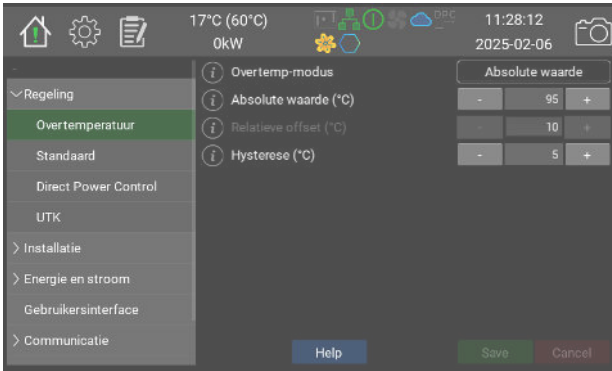 17°C (60°C)
0kW
DPC
11:28:12
2025-02-06
-
Regeling
Overtemperatuur
Standaard
Direct Power Control
UTK
Installatie
Energie en stroom
Gebruikersinterface
Communicatie
i Overtemp-modus Absolute waarde
i Absolute waarde (°C) - 95 +
i Relatieve offset (°C) - 10 +
i Hysterese (°C) - 5 +
Help Save Cancel